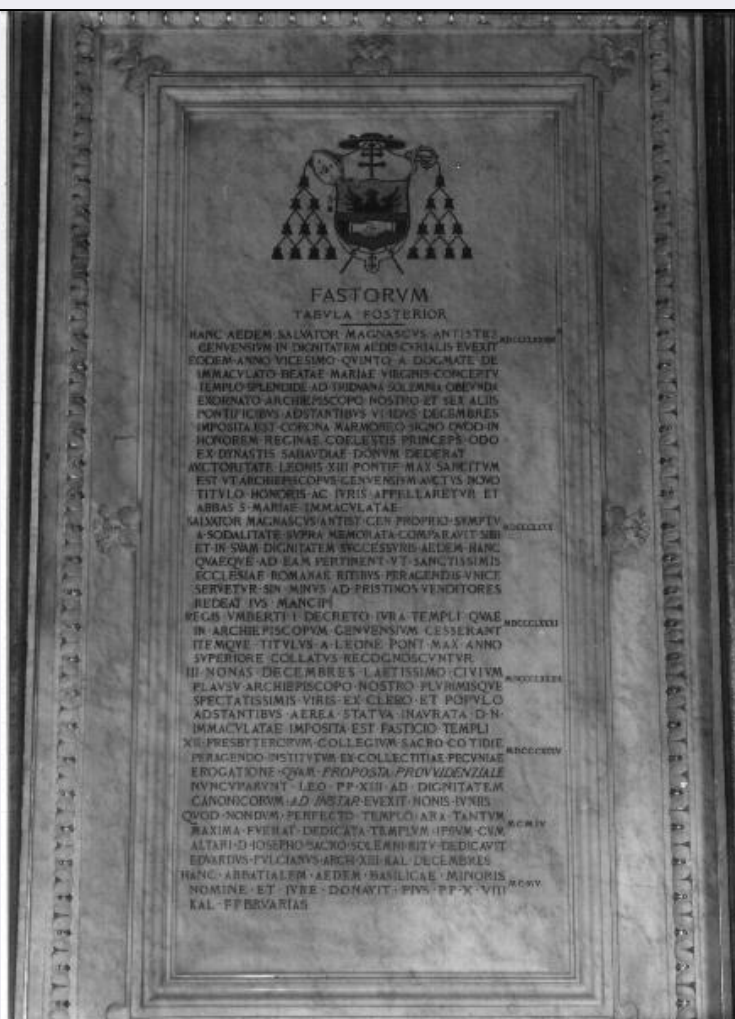 FASTORVM
TABVLA POSTERIOR
HANC AEDEM SALVATOR MAGNASCVS ANTISTES
GENVENSIVM IN DIGNITATEM AEDIS CVRIALIS EVEXIT
EODEM ANNO VICESIMO QVINTO A DOGMATE DE
IMMACVLATO BEATAE MARIAE VIRGINIS CONCEPTV
TEMPLO SPLENDIDE AD TRIDVANA SOLEMNIA OBEVNDA
EXORNATO ARCHIEPISCOPO NOSTRO ET SEX ALIIS
PONTIFICIBVS ADSTANTIBVS VI IDVS DECEMBRES
IMPOSITA EST CORONA MARMOREO SIGNO QVOD IN
HONOREM REGINAE COELESTIS PRINCEPS ODO
EX DYNASTIS SABAVDIAE DONVM DEDERAT
AVCTORITATE LEONIS XIII PONTIF MAX SANCITVM
EST VT ARCHIEPISCOPVS GENVENSIVM AVCTVS NOVO
TITVLO HONORIS AC IVRIS APPELLARETVR ET
ABBAS S MARIAE IMMACVLATAE
SALVATOR MAGNASCVS ANTIST GEN PROPRIO SVMPTV MDCCCLXXX
A SODALITATE SVPRA MEMORATA COMPARAVIT SIBI
ET IN SVAM DIGNITATEM SVCCESSVRIS AEDEM HANC
QVAEQVE AD EAM PERTINENT VT SANCTISSIMIS
ECCLESIAE ROMANAE RITIBVS PERAGENDIS VNICE
SERVETVR SIN MINVS AD PRISTINOS VENDITORES
REDEAT IVS MANCIPI
REGIS VMBERTI I DECRETO IVRA TEMPLI QVAE MDCCCLXXXI
IN ARCHIEPISCOPVM GENVENSIVM CESSERANT
ITEMQVE TITVLVS A LEONE PONT MAX ANNO
SVPERIORE COLLATVS RECOGNOSCVNTVR
III NONAS DECEMBRES LAETISSIMO CIVIVM
PLAVSV ARCHIEPISCOPO NOSTRO PLVRIMISQVE
SPECTATISSIMIS VIRIS EX CLERO ET POPVLO
ADSTANTIBVS AEREA STATVA INAVRATA D N
IMMACVLATAE IMPOSITA EST FASTIGIO TEMPLI
XII PRESBYTERORVM COLLEGIVM SACRO COTIDIE
PERAGENDO INSTITVTVM EX COLLECTITIAE PECVNIAE
EROGATIONE QVAM PROPOSTA PROVVIDENZIALE
NVNCVPARVNT LEO PP XIII AD DIGNITATEM
CANONICORVM AD INSTAR EVEXIT NONIS IVNIIS
QVOD NONDVM PERFECTO TEMPLO ARA TANTVM MCMIV
MAXIMA FVERAT DEDICATA TEMPLVM IPSVM CVM
ALTARI D IOSEPHO SACRO SOLEMNI RITV DEDICAVIT
EDVARDVS PVLCIANVS ARCH XIII KAL DECEMBRES
HANC ABBATIALEM AEDEM BASILICAE MINORIS
NOMINE ET IVRE DONAVIT PIVS PP X VIII
KAL FEBRVARIAS